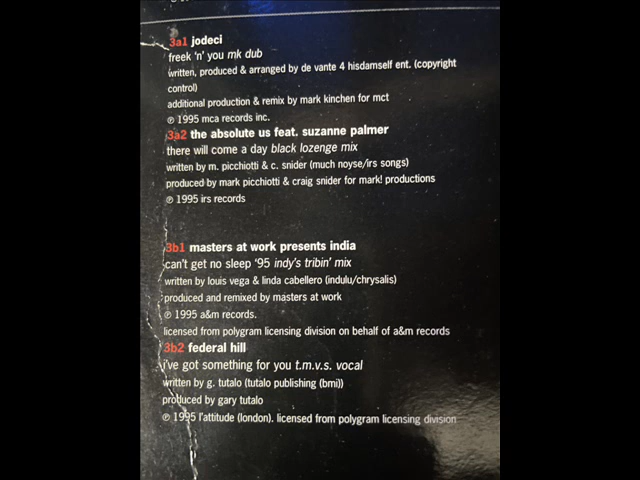 3a1 jodeci
freek 'n' you mk dub
written, produced & arranged by de vante 4 hisdamself ent. (copyright
control)
additional production & remix by mark kinchen for mct
℗ 1995 mca records inc.
3a2 the absolute us feat. suzanne palmer
there will come a day black lozenge mix
written by m. picchiotti & c. snider (much noyse/irs songs)
produced by mark picchiotti & craig snider for mark! productions
℗ 1995 irs records
3b1 masters at work presents india
can't get no sleep '95 indy's tribin' mix
written by louis vega & linda cabellero (indulu/chrysalis)
produced and remixed by masters at work
℗ 1995 a&m records.
licensed from polygram licensing division on behalf of a&m records
3b2 federal hill
i've got something for you t.m.v.s. vocal
written by g. tutalo (tutalo publishing (bmi))
produced by gary tutalo
℗ 1995 l'attitude (london). licensed from polygram licensing division